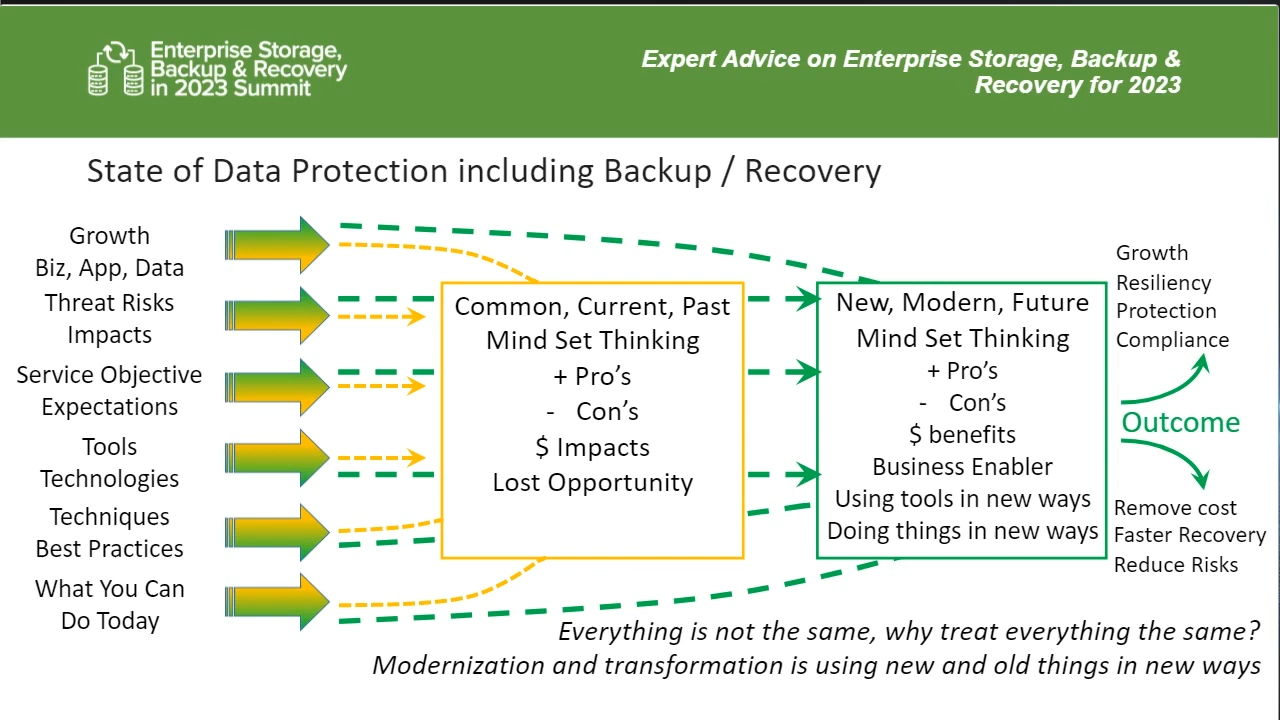 Enterprise Storage,
Backup & Recovery
in 2023 Summit
Expert Advice on Enterprise Storage, Backup &
Recovery for 2023
State of Data Protection including Backup / Recovery
Growth
Biz, App, Data
Threat Risks
Impacts
Service Objective
Expectations
Tools
Technologies
Techniques
Best Practices
What You Can
Do Today
Common, Current, Past
Mind Set Thinking
+ Pro's
- Con's
$ Impacts
Lost Opportunity
New, Modern, Future
Mind Set Thinking
+ Pro's
- Con's
$ benefits
Business Enabler
Using tools in new ways
Doing things in new ways
Growth
Resiliency
Protection
Compliance
Outcome
Remove cost
Faster Recovery
Reduce Risks
Everything is not the same, why treat everything the same?
Modernization and transformation is using new and old things in new ways